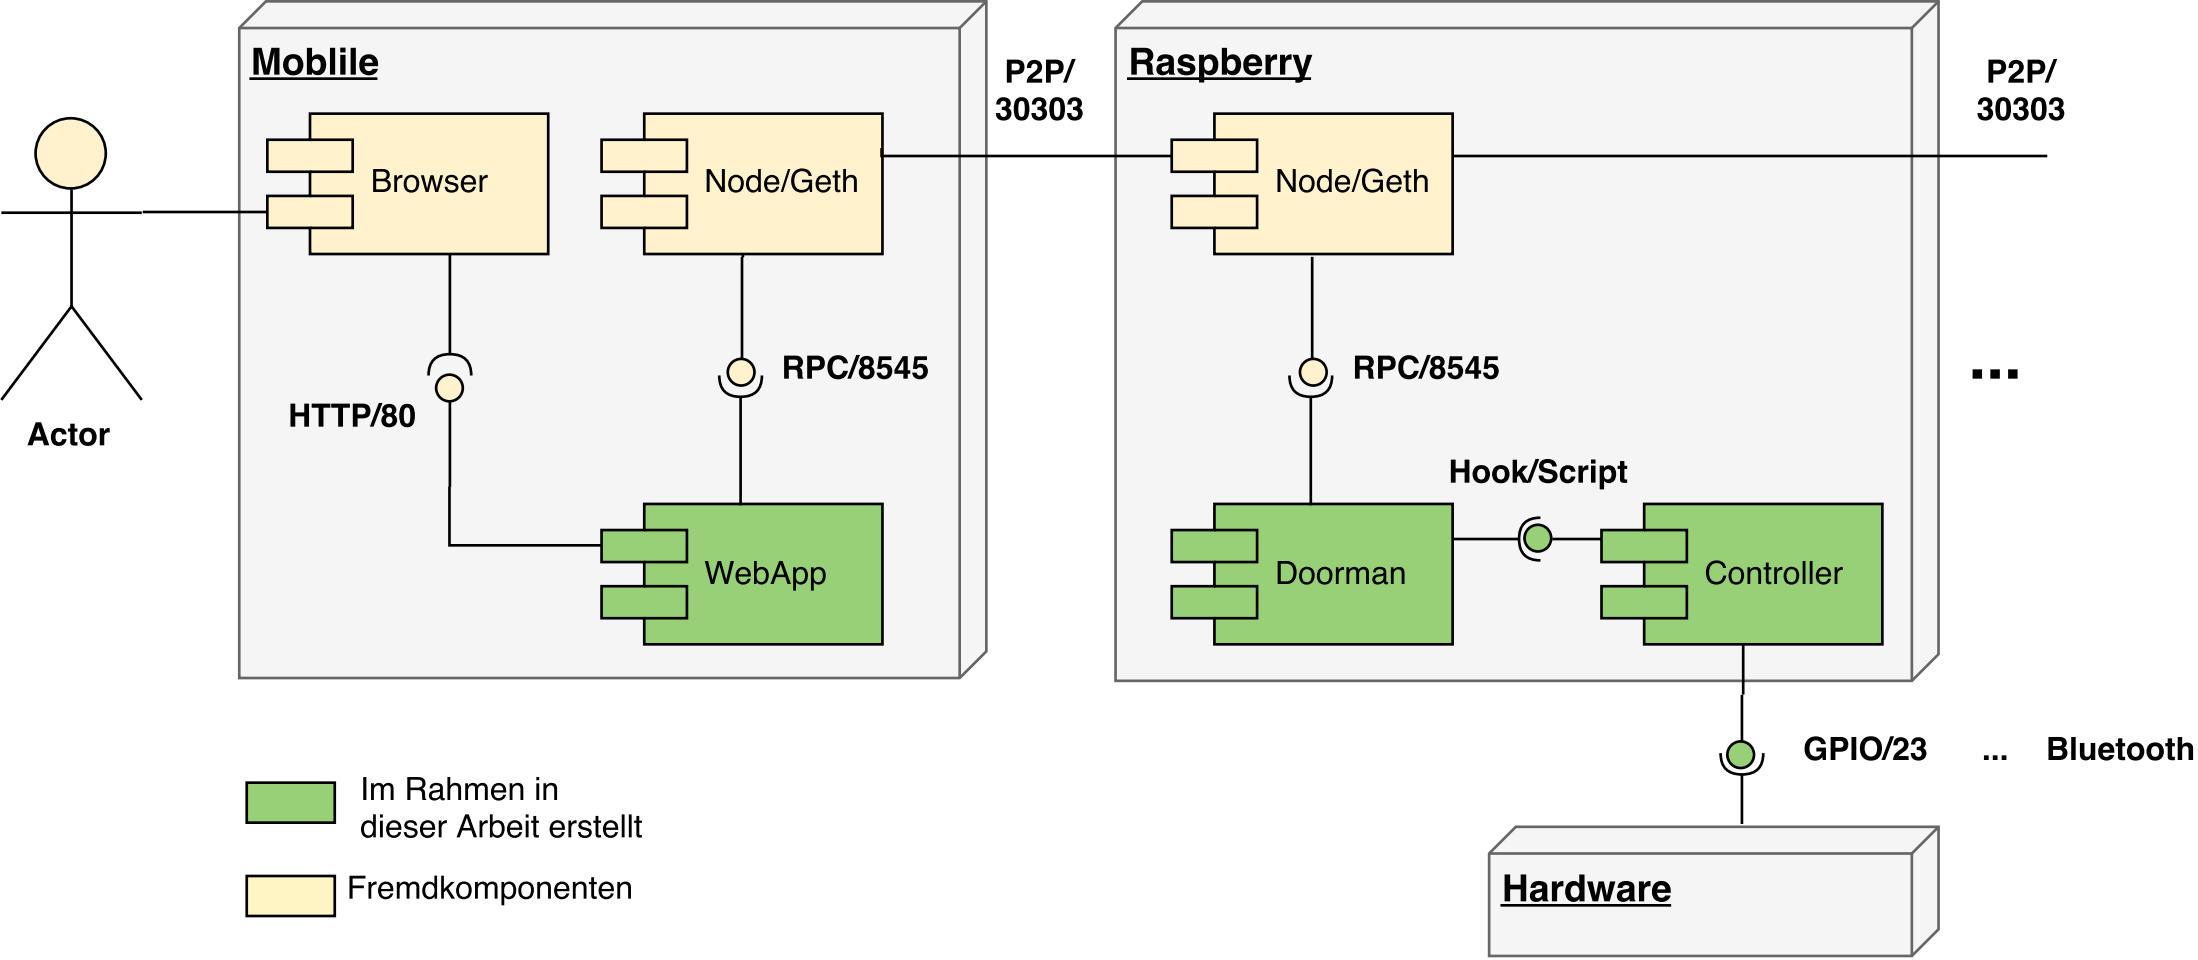 Moblile
Raspberry
P2P/
30303
P2P/
30303
Browser
Node/Geth
Node/Geth
HTTP/80
RPC/8545
RPC/8545
...
Actor
Hook/Script
WebApp
Doorman
Controller
GPIO/23 ... Bluetooth
Im Rahmen in
dieser Arbeit erstellt
Fremdkomponenten
Hardware